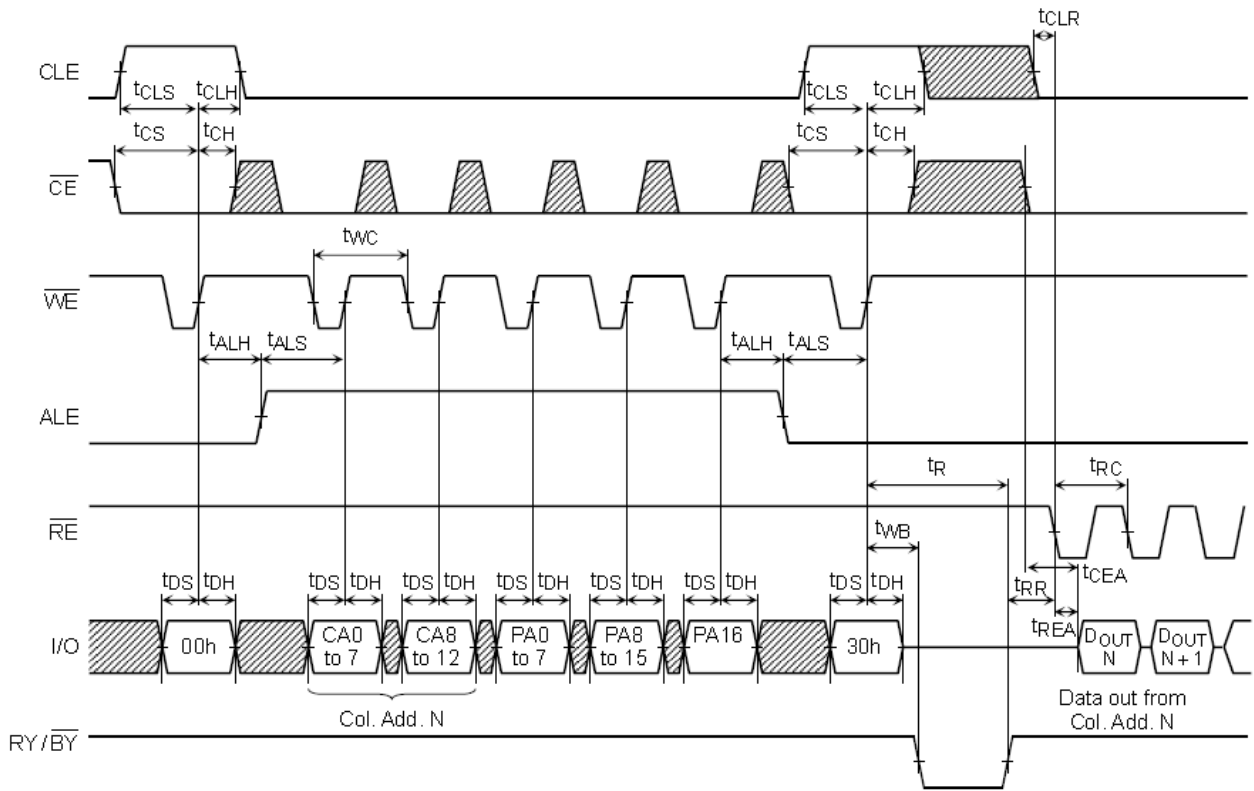 tCLR
CLE
tCLS tCLH tCLS tCLH
tCS tCH tCS tCH
CE
tWC
WE
tALH tALS tALH tALS
ALE
tR tRC
RE
tWB
tDS tDH tDS tDH tDS tDH tDS tDH tDS tDH tDS tDH tDS tDH tRR tCEA
tREA
I/O 00h CA0 to 7 CA8 to 12 PA0 to 7 PA8 to 15 PA16 30h DOUT N DOUT N + 1
Col. Add. N
Data out from
Col. Add. N
RY / BY